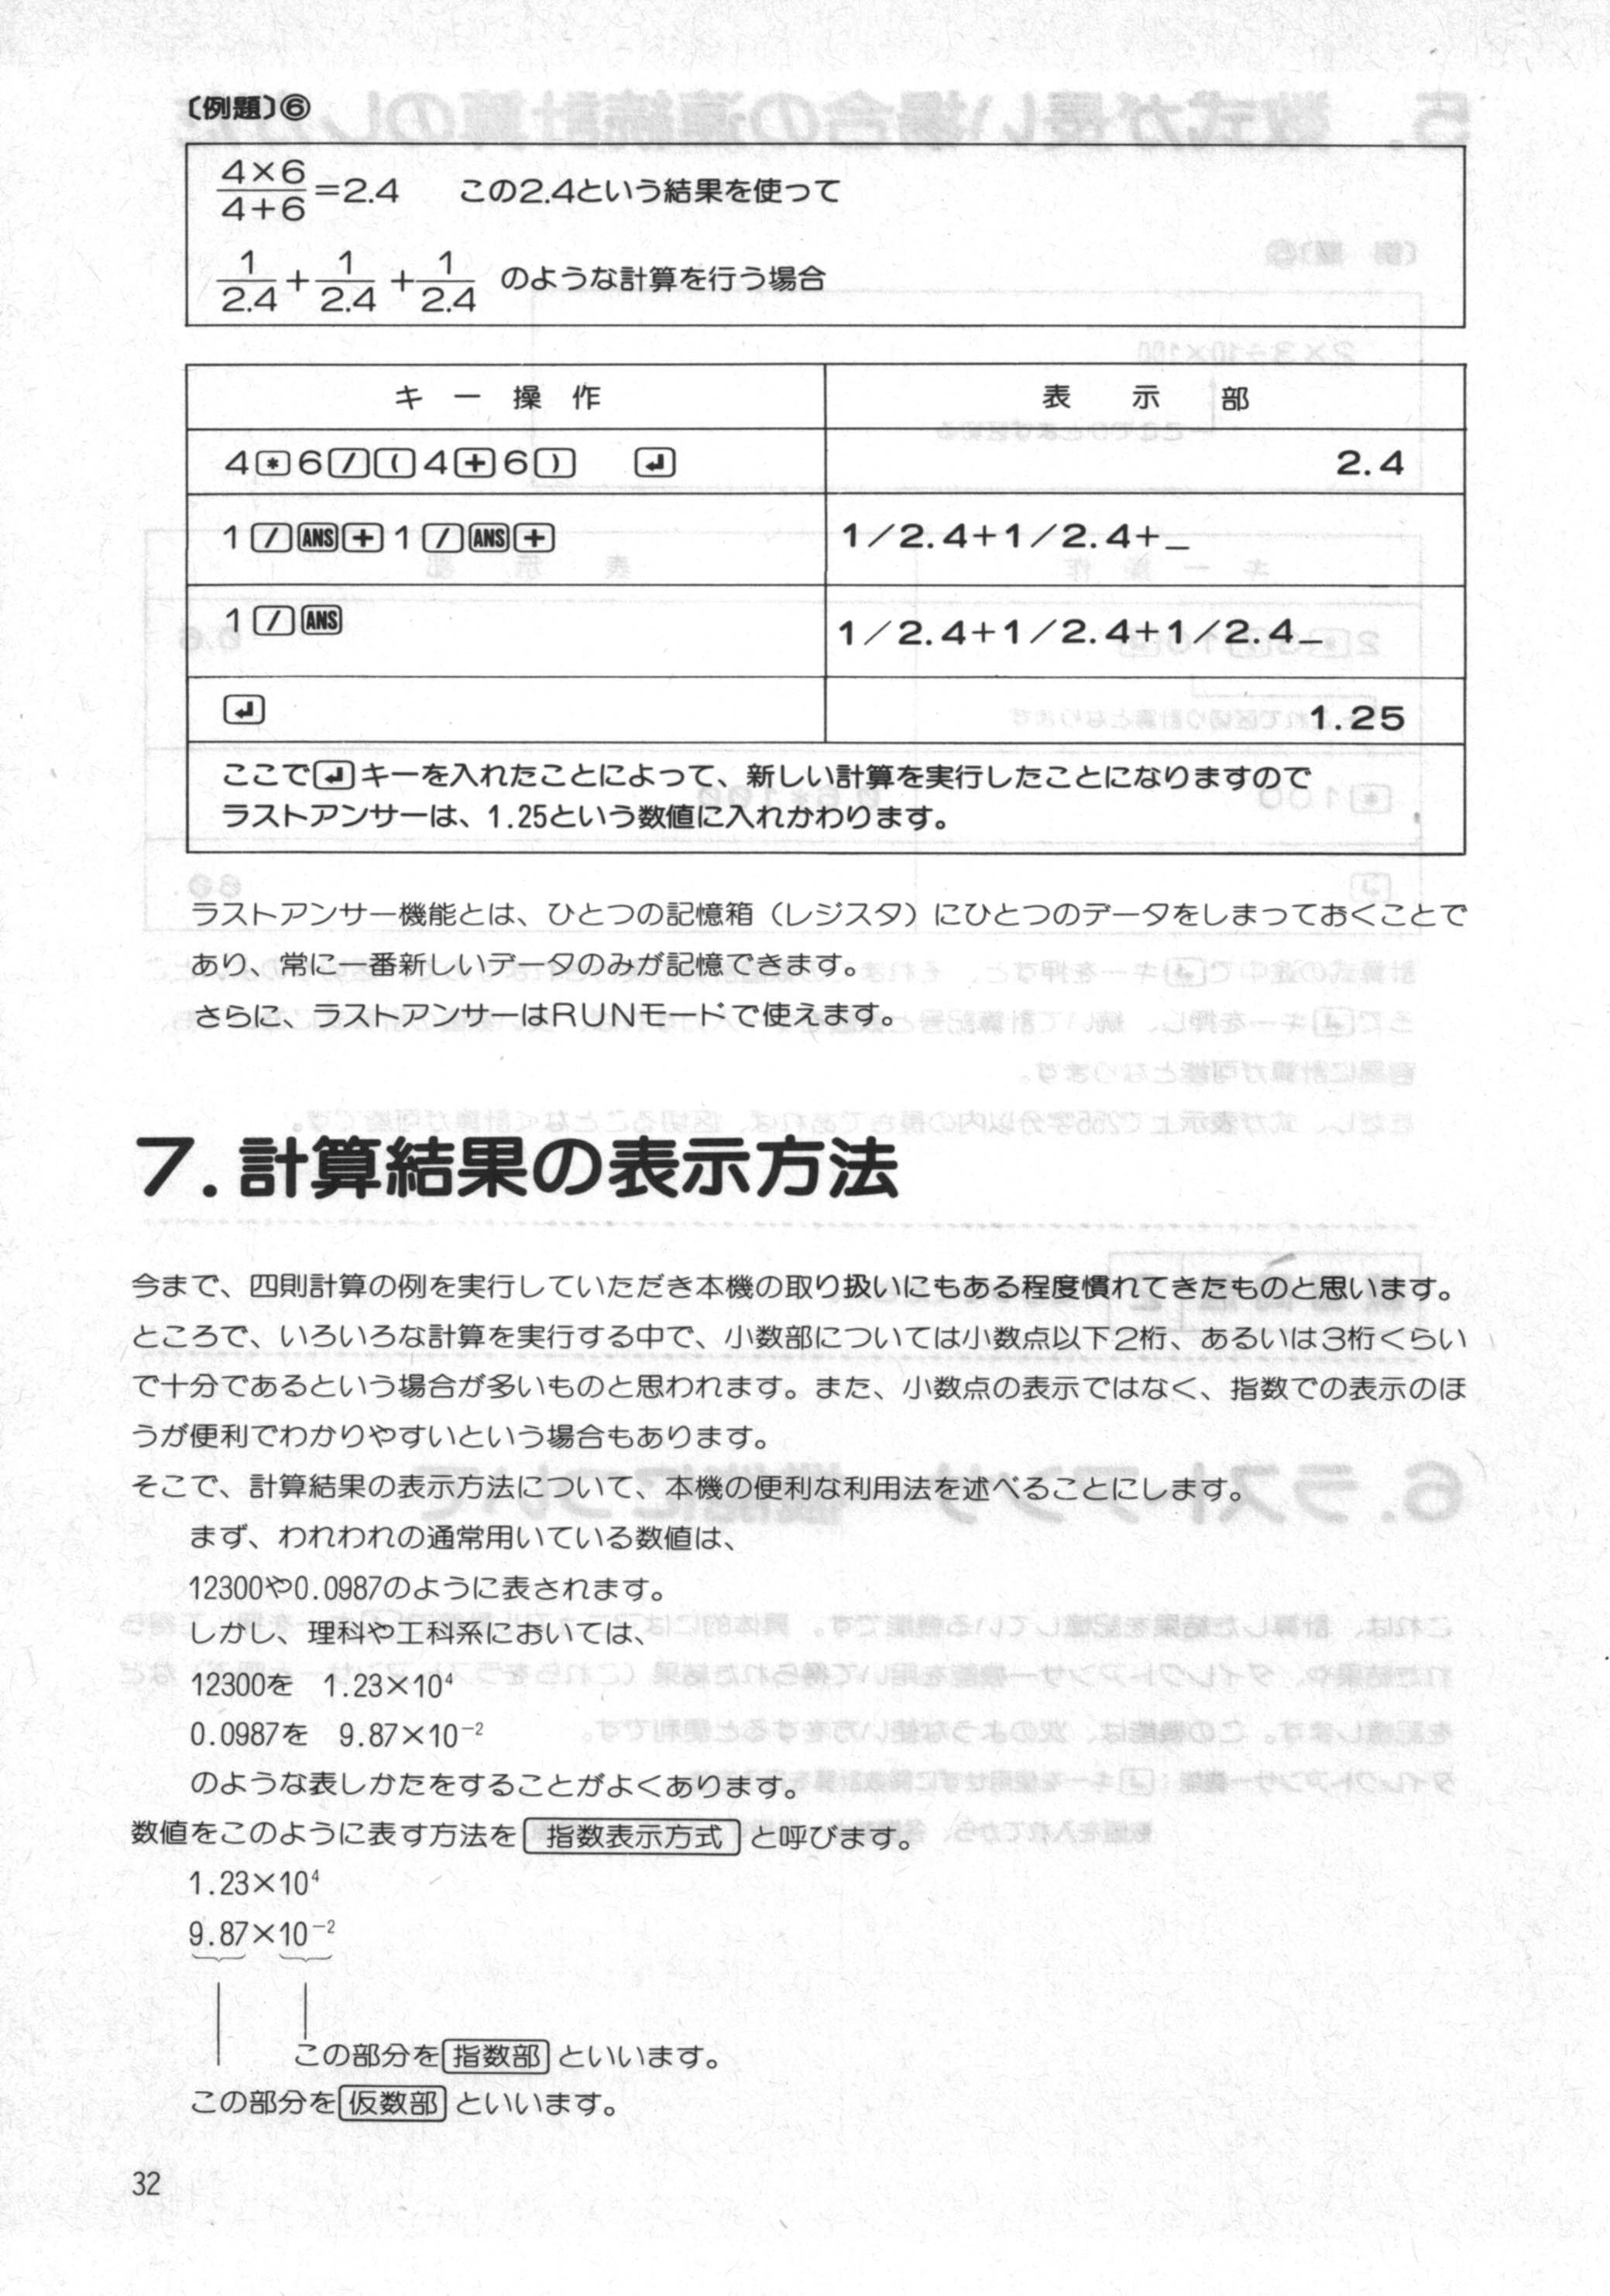 〔例題〕⑥
4×6/4+6=2.4 この2.4という結果を使って
1/2.4+1/2.4+1/2.4 のような計算を行う場合
キー操作 表示部
4*6/(4+6) ↵ 2.4
1/ANS+1/ANS+ 1/2.4+1/2.4+_
1/ANS 1/2.4+1/2.4+1/2.4_
↵ 1.25
ここで↵キーを入れたことによって、新しい計算を実行したことになりますので
ラストアンサーは、1.25という数値に入れかわります。
ラストアンサー機能とは、ひとつの記憶箱（レジスタ）にひとつのデータをしまっておくことで
あり、常に一番新しいデータのみが記憶できます。
さらに、ラストアンサーはRUNモードで使えます。
7.計算結果の表示方法
今まで、四則計算の例を実行していただき本機の取り扱いにもある程度慣れてきたものと思います。
ところで、いろいろな計算を実行する中で、小数部については小数点以下2桁、あるいは3桁くらい
で十分であるという場合が多いものと思われます。また、小数点の表示ではなく、指数での表示のほ
うが便利でわかりやすいという場合もあります。
そこで、計算結果の表示方法について、本機の便利な利用法を述べることにします。
まず、われわれの通常用いている数値は、
12300や0.0987のように表されます。
しかし、理科や工科系においては、
12300を 1.23×10⁴
0.0987を 9.87×10⁻²
のような表しかたをすることがよくあります。
数値をこのように表す方法を 指数表示方式 と呼びます。
1.23×10⁴
9.87×10⁻²
この部分を 指数部 といいます。
この部分を 仮数部 といいます。
32